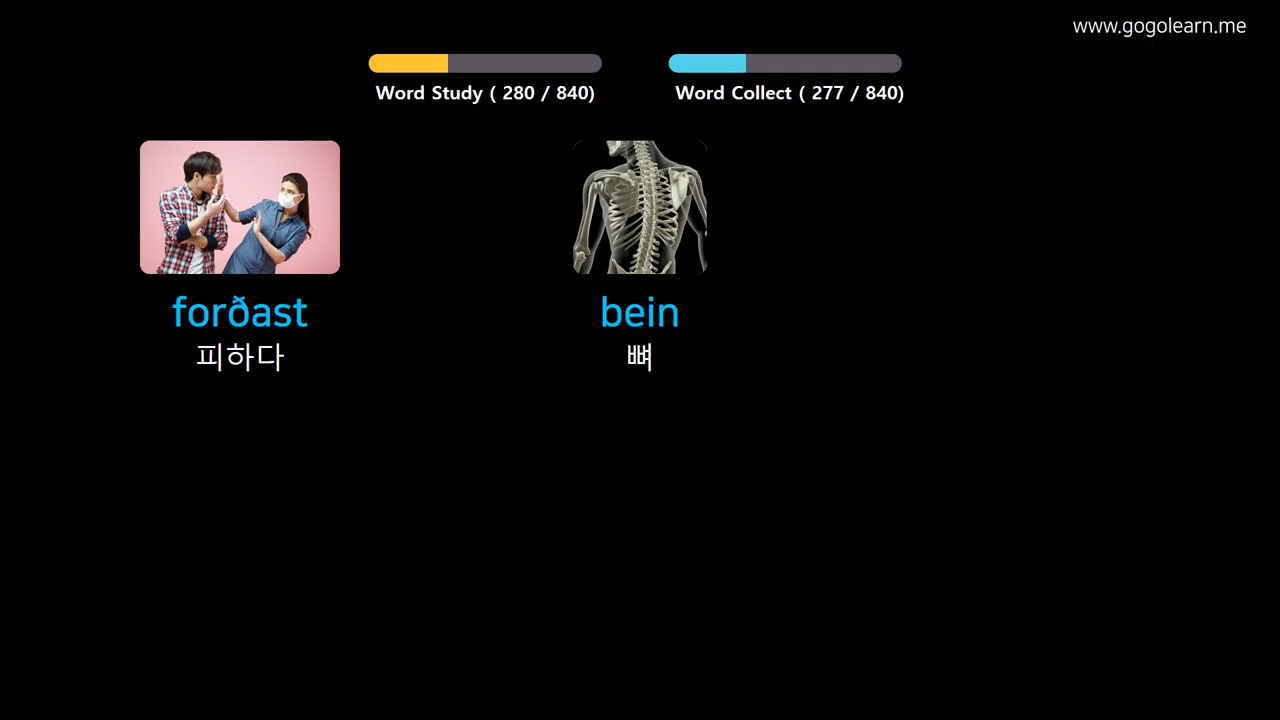 www.gogolearn.me
Word Study ( 280 / 840)
Word Collect ( 277 / 840)
forðast
피하다
bein
뼈